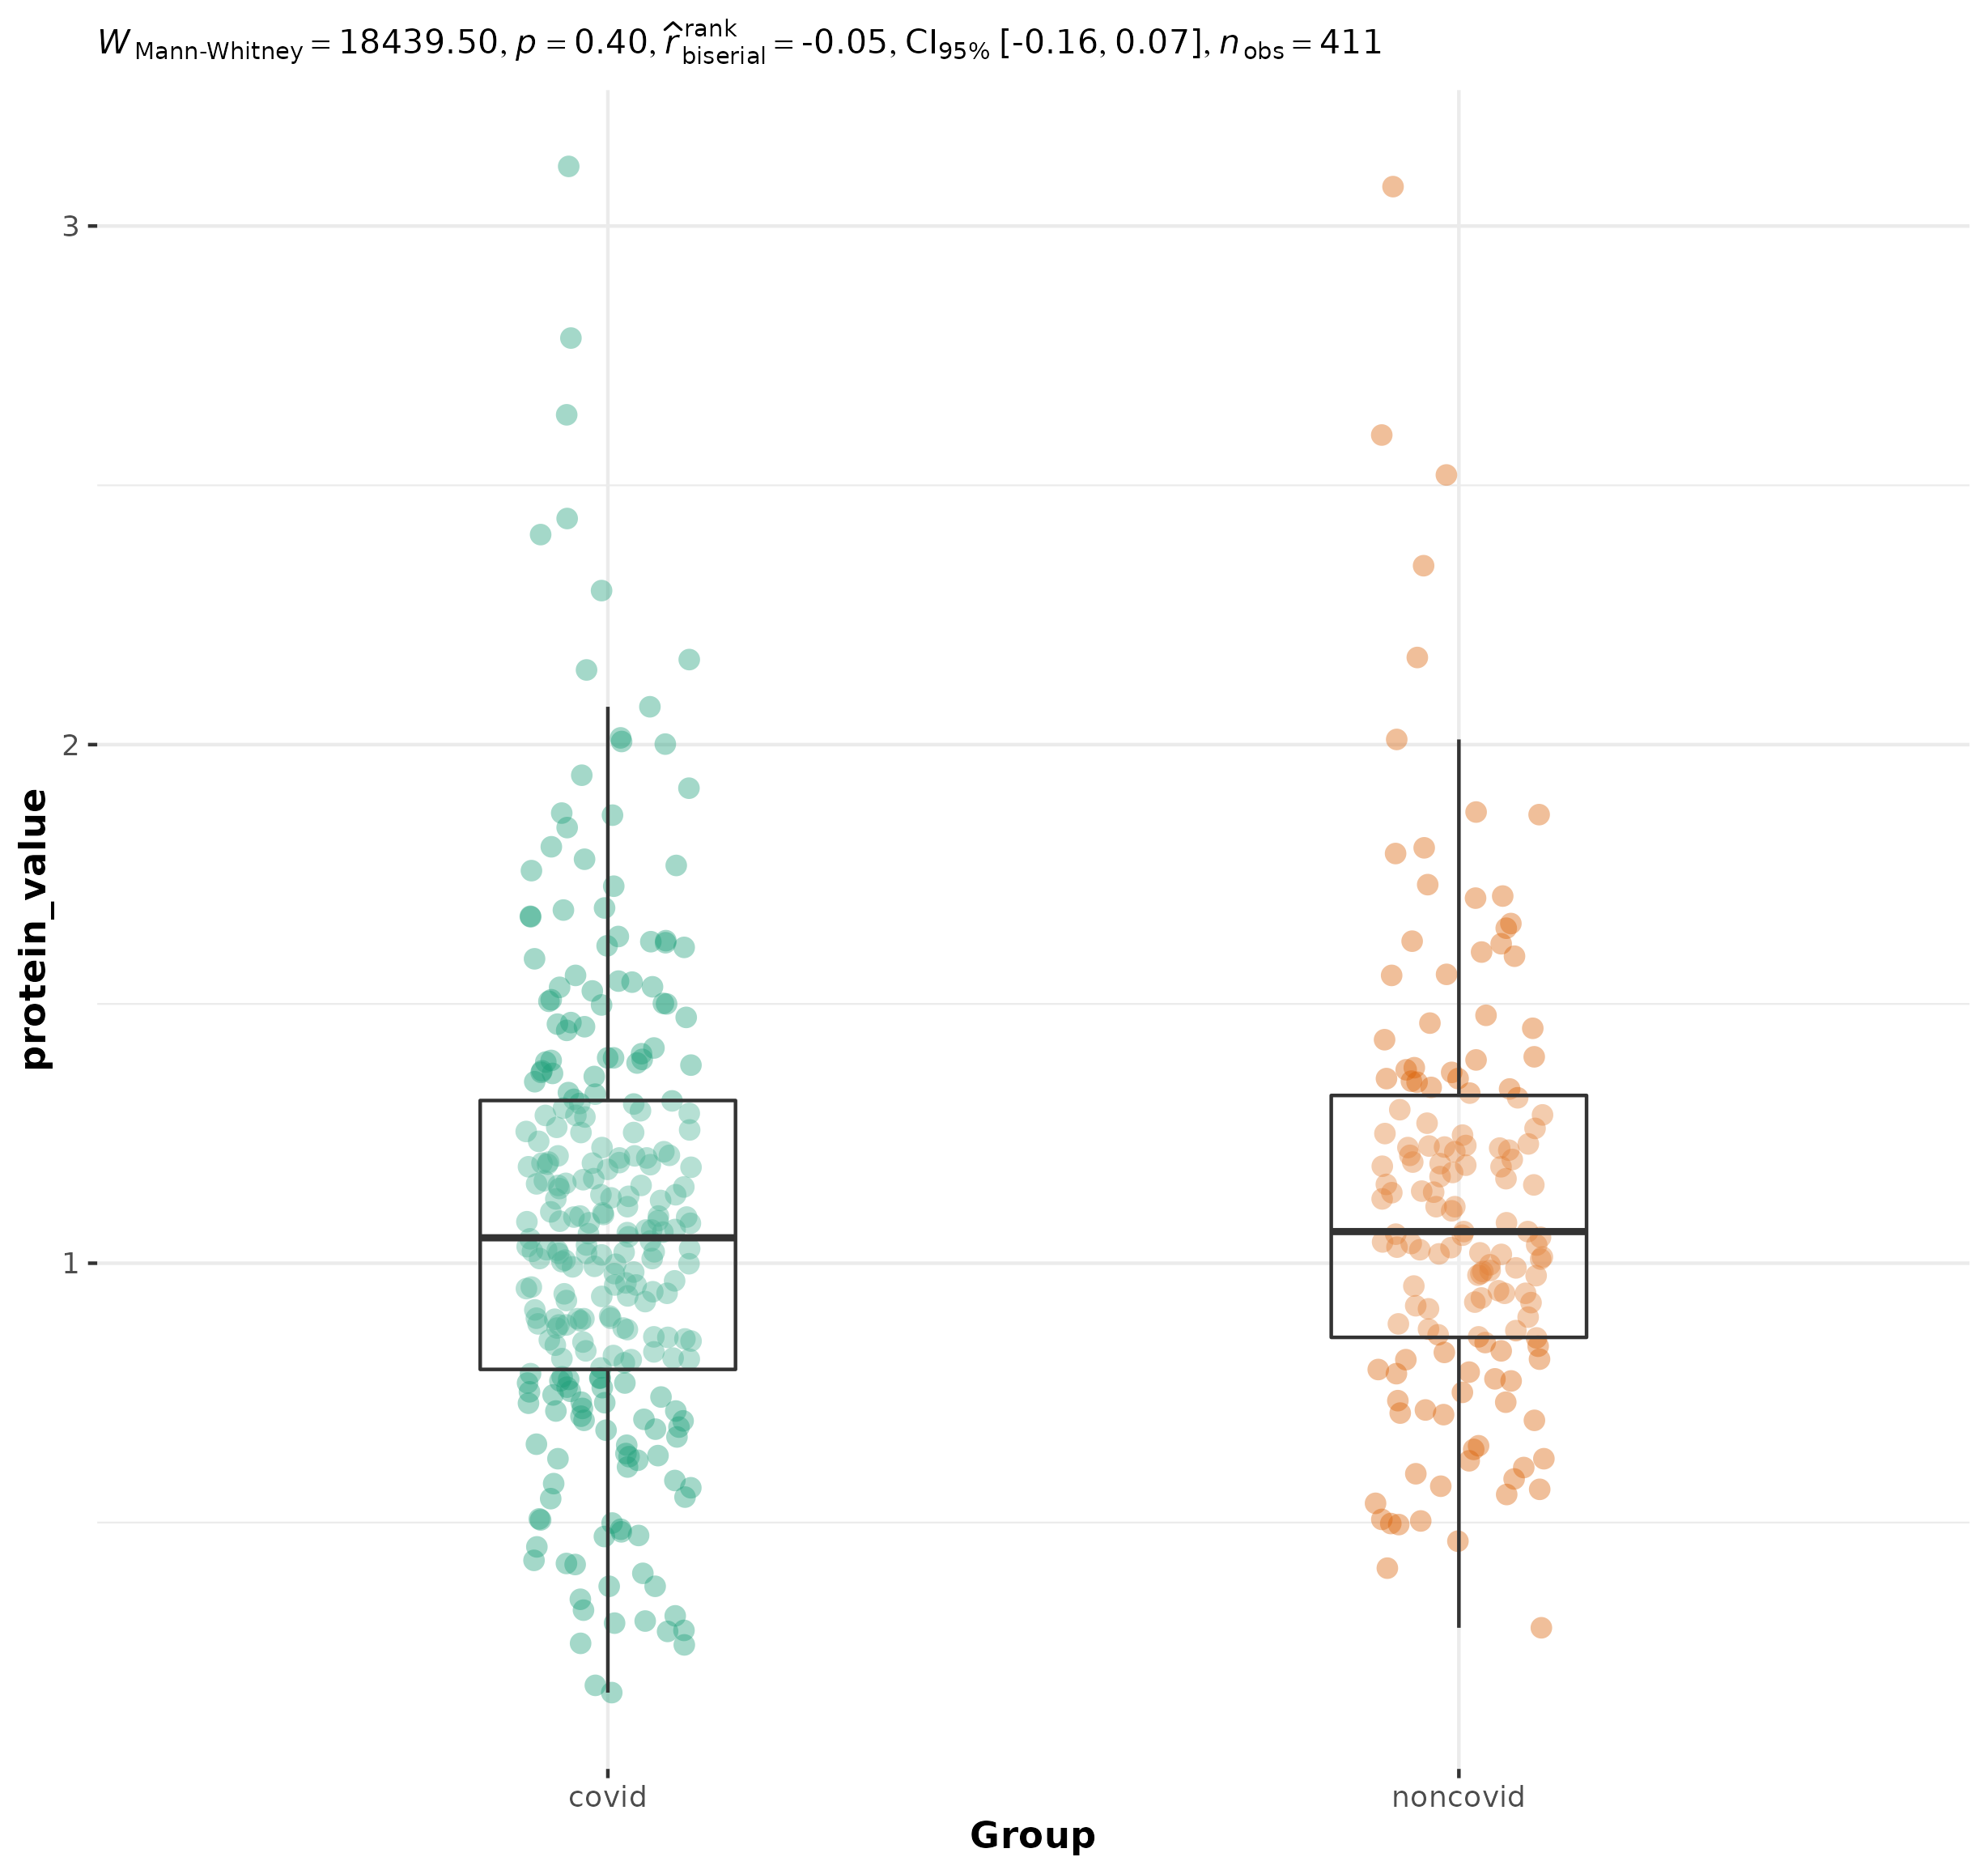 W Mann-Whitney = 18439.50, p = 0.40, r̂ rank biserial = -0.05, CI95% [-0.16, 0.07], n obs = 411
3
2
1
protein_value
covid noncovid
Group